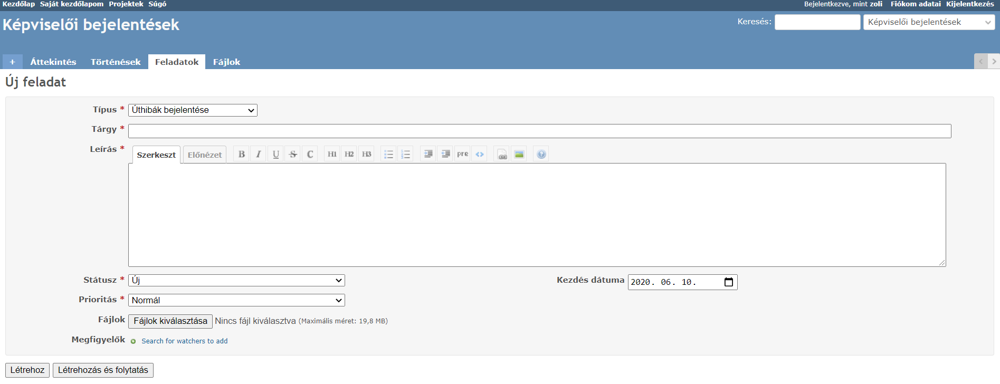 Kezdőlap Saját kezdőlapom Projektek Súgó Bejelentkezve, mint zoli Fiókom adatai Kijelentkezés
Képviselői bejelentések Keresés: Képviselői bejelentések
+ Áttekintés Történések Feladatok Fájlok
Új feladat
Típus * Úthibák bejelentése
Tárgy *
Leírás * Szerkeszt Előnézet B I U S C H1 H2 H3 pre <>
Státusz * Új Kezdés dátuma 2020. 06. 10.
Prioritás * Normál
Fájlok Fájlok kiválasztása Nincs fájl kiválasztva (Maximális méret: 19,8 MB)
Megfigyelők Search for watchers to add
Létrehoz Létrehozás és folytatás